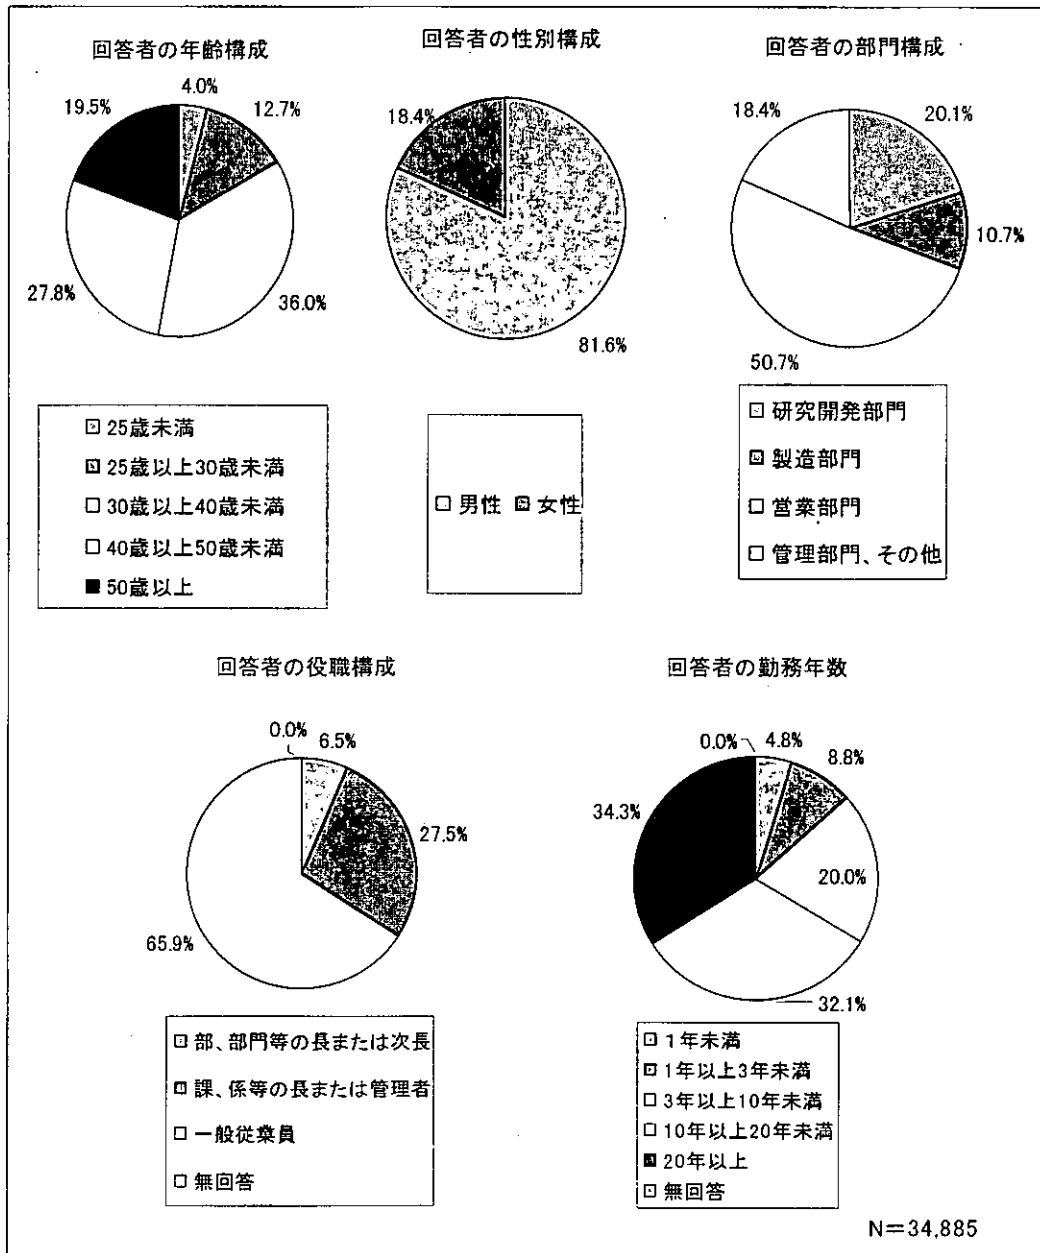 回答者の年齢構成
4.0%
12.7%
36.0%
27.8%
19.5%
25歳未満
25歳以上30歳未満
30歳以上40歳未満
40歳以上50歳未満
50歳以上
回答者の性別構成
18.4%
81.6%
男性 女性
回答者の部門構成
18.4%
20.1%
10.7%
50.7%
研究開発部門
製造部門
営業部門
管理部門、その他
回答者の役職構成
0.0%
6.5%
27.5%
65.9%
部、部門等の長または次長
課、係等の長または管理者
一般従業員
無回答
回答者の勤務年数
0.0%
4.8%
8.8%
20.0%
32.1%
34.3%
1年未満
1年以上3年未満
3年以上10年未満
10年以上20年未満
20年以上
無回答
N=34,885